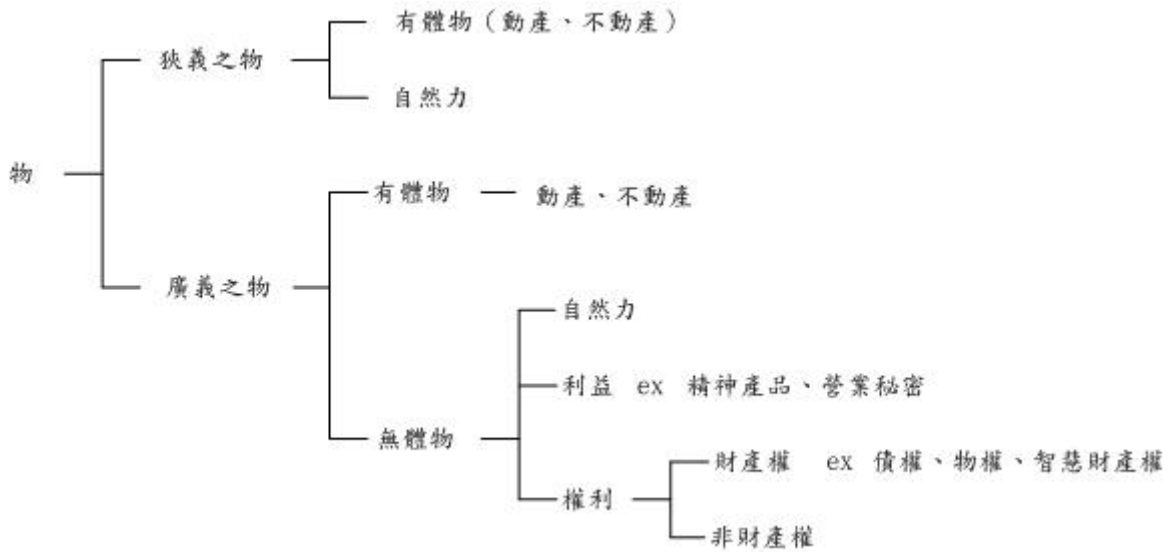 有體物（動產、不動產）
狹義之物
自然力
物
有體物
動產、不動產
廣義之物
自然力
利益 ex 精神產品、營業秘密
無體物
財產權 ex 債權、物權、智慧財產權
權利
非財產權